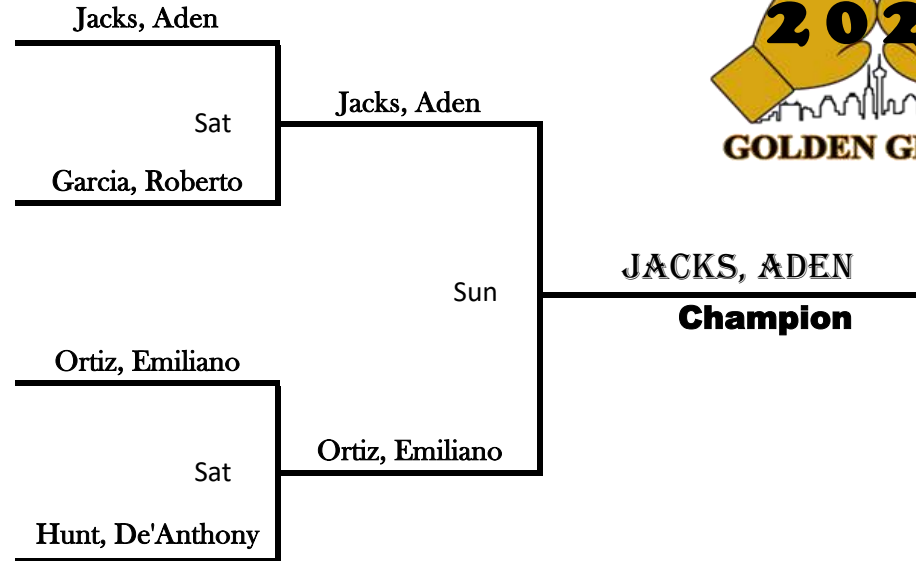 Jacks, Aden
202
Jacks, Aden
Sat
GOLDEN
Garcia, Roberto
JACKS, ADEN
Sun
Champion
Ortiz, Emiliano
Ortiz, Emiliano
Sat
Hunt, De'Anthony